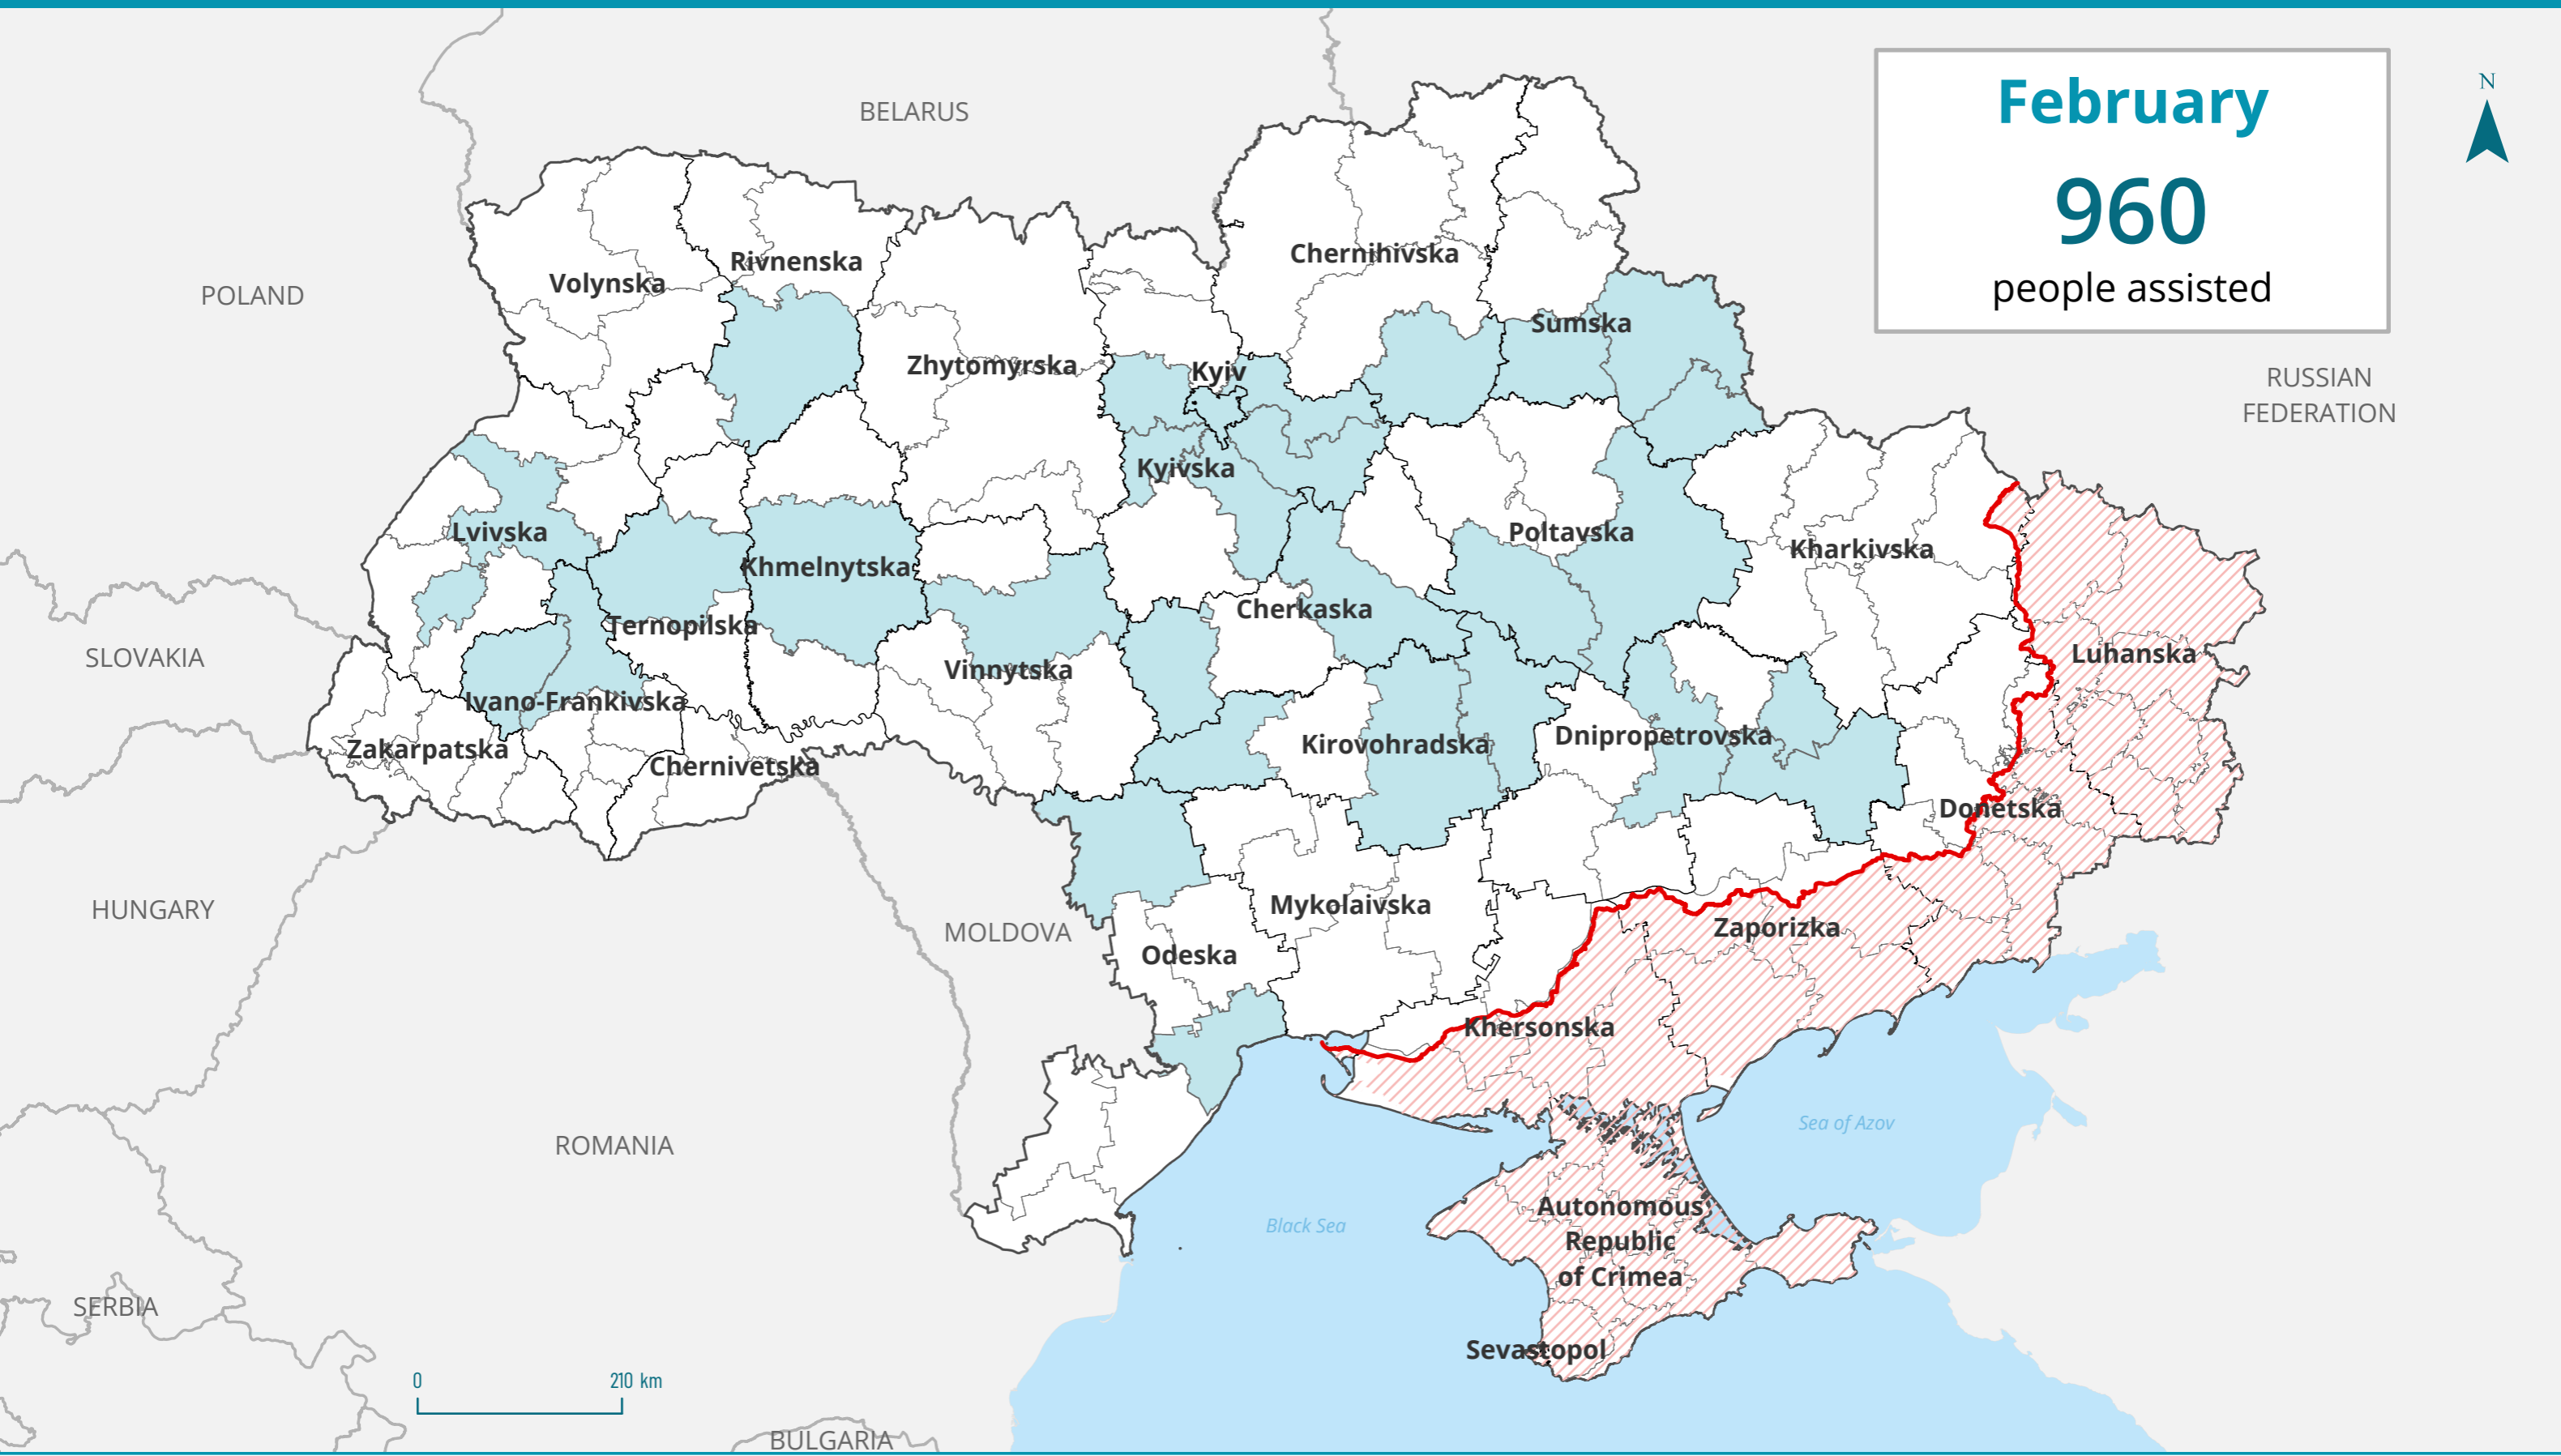 February
960
people assisted
N
BELARUS
POLAND
RUSSIAN
FEDERATION
SLOVAKIA
HUNGARY
MOLDOVA
ROMANIA
SERBIA
BULGARIA
Volynska
Rivnenska
Zhytomyrska
Kyiv
Chernihivska
Sumska
Kyivska
Lvivska
Khmelnytska
Ternopilska
Cherkaska
Poltavska
Kharkivska
Luhanska
Vinnytska
Ivano-Frankivska
Zakarpatska
Chernivetska
Kirovohradska
Dnipropetrovska
Donetska
Mykolaivska
Odeska
Zaporizka
Khersonska
Autonomous
Republic
of Crimea
Sevastopol
Sea of Azov
Black Sea
0 210 km